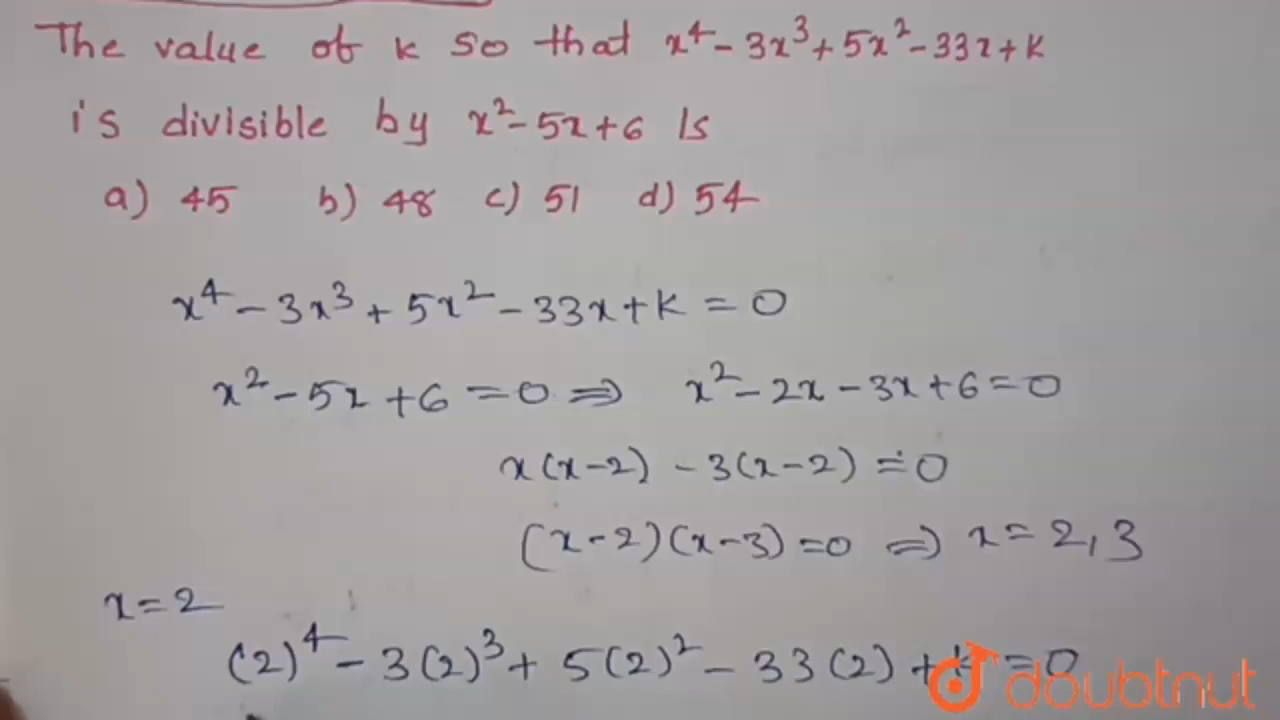 The value of k so that x⁴ - 3x³ + 5x² - 33x + k
is divisible by x² - 5x + 6 Is
a) 45 b) 48 c) 51 d) 54
x⁴ - 3x³ + 5x² - 33x + k = 0
x² - 5x + 6 = 0 ⇒ x² - 2x - 3x + 6 = 0
x(x-2) - 3(x-2) = 0
(x-2)(x-3) = 0 ⇒ x = 2, 3
x = 2
(2)⁴ - 3(2)³ + 5(2)² - 33(2) + k = 0
doubtnut